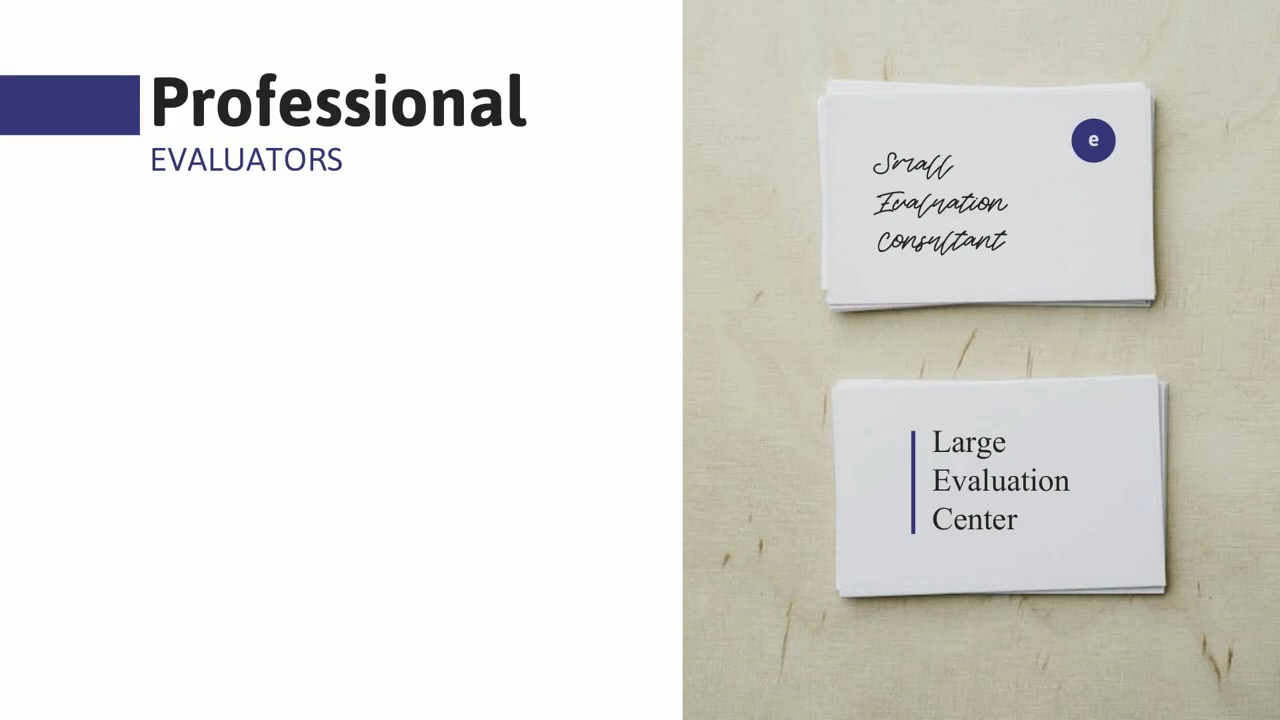 Professional
EVALUATORS
e
Small
Evaluation
Consultant
Large
Evaluation
Center